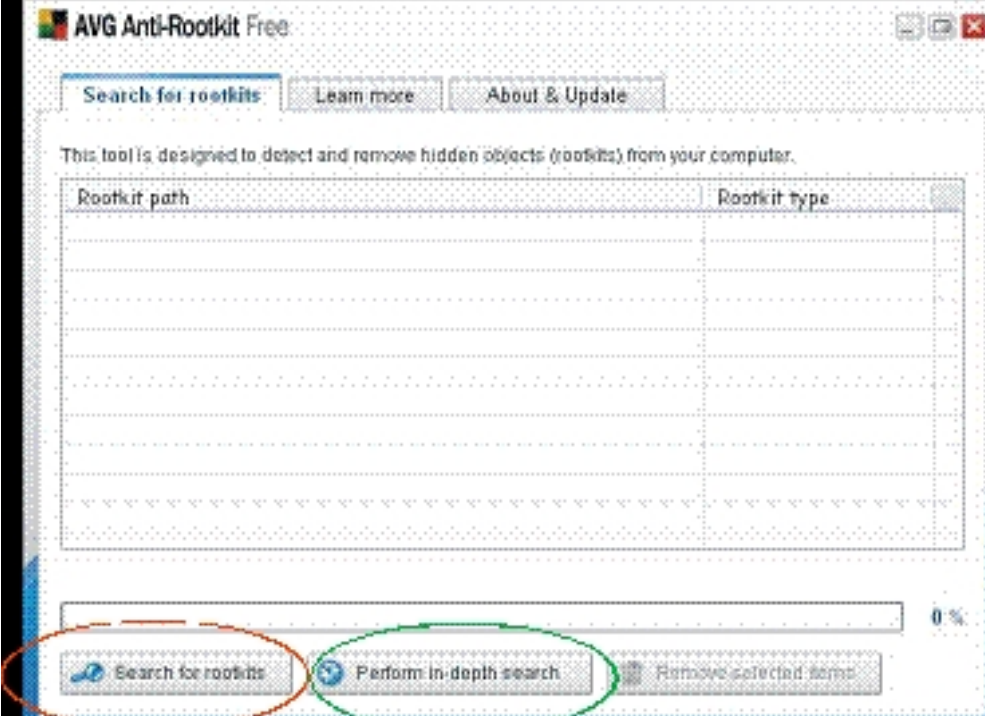 AVG Anti-Rootkit Free
Search for rootkits Learn more About & Update
This tool is designed to detect and remove hidden objects (rootkits) from your computer.
Rootkit path Rootkit type
0 %
Search for rootkits Perform in-depth search Remove selected items